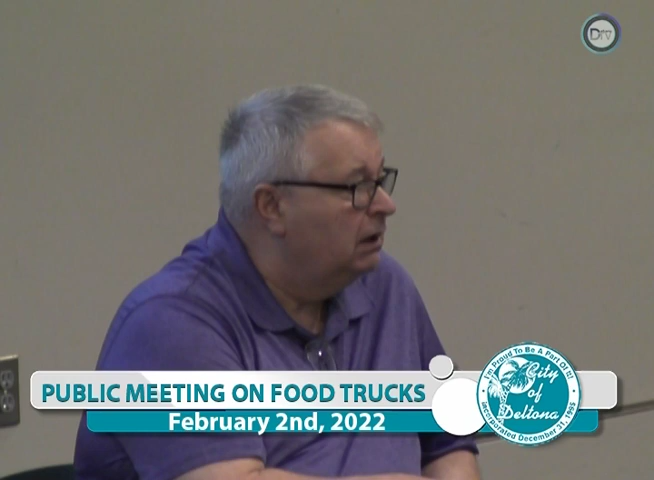 DTV
PUBLIC MEETING ON FOOD TRUCKS
February 2nd, 2022
I'm Proud To Be A Part Of It!
City
of
Deltona
Incorporated December 31, 1995